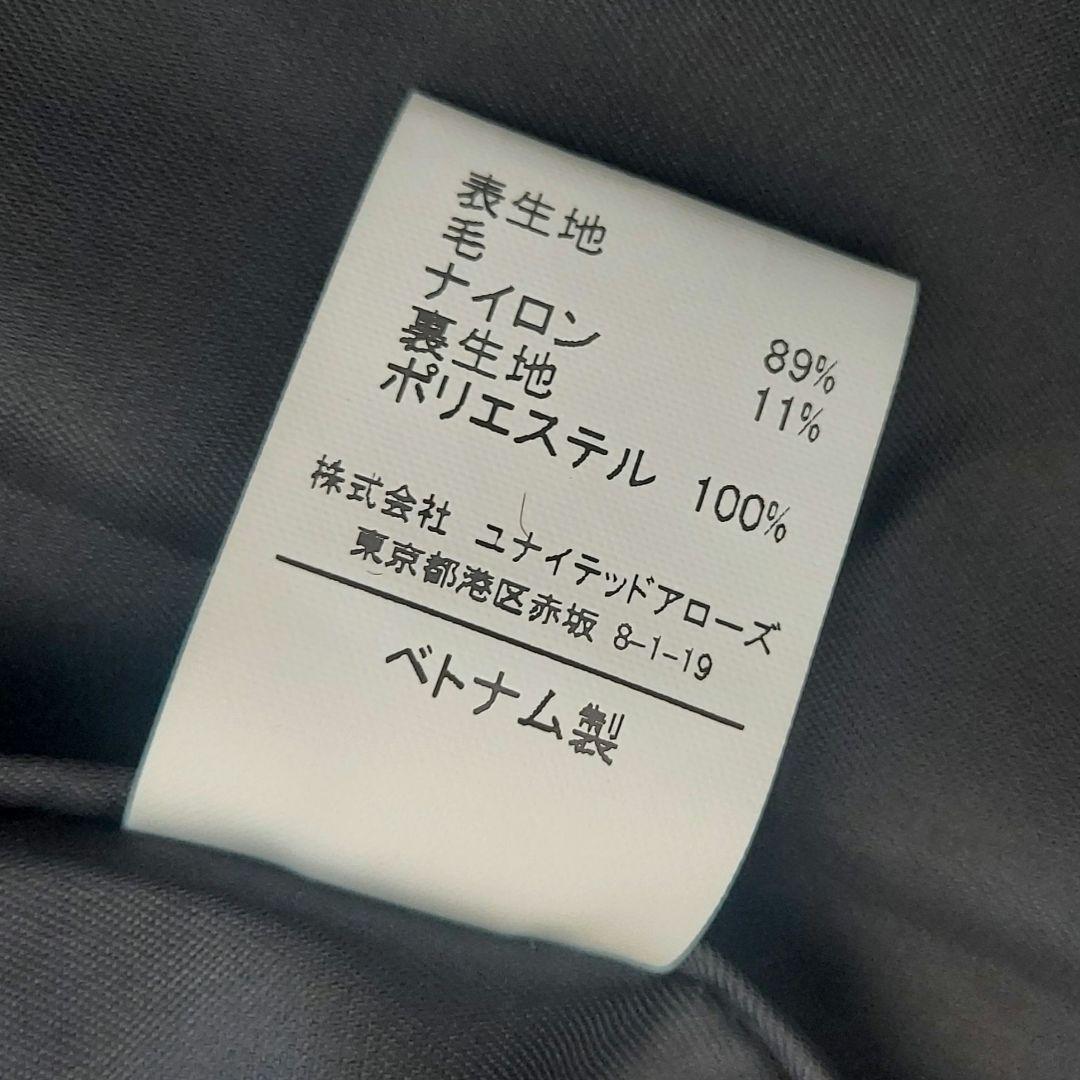 表生地
毛 89%
ナイロン 11%
裏生地
ポリエステル 100%
株式会社 ユナイテッドアローズ
東京都港区赤坂 8-1-19
ベトナム製